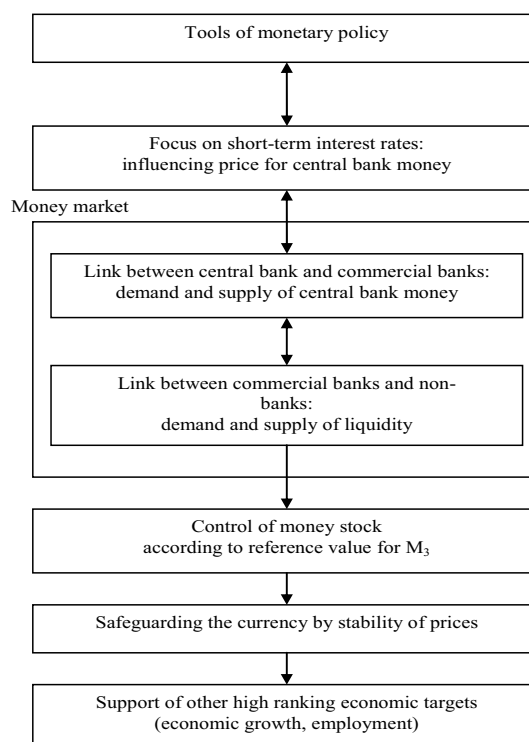 Tools of monetary policy
Focus on short-term interest rates:
influencing price for central bank money
Money market
Link between central bank and commercial banks:
demand and supply of central bank money
Link between commercial banks and non-
banks:
demand and supply of liquidity
Control of money stock
according to reference value for M₃
Safeguarding the currency by stability of prices
Support of other high ranking economic targets
(economic growth, employment)